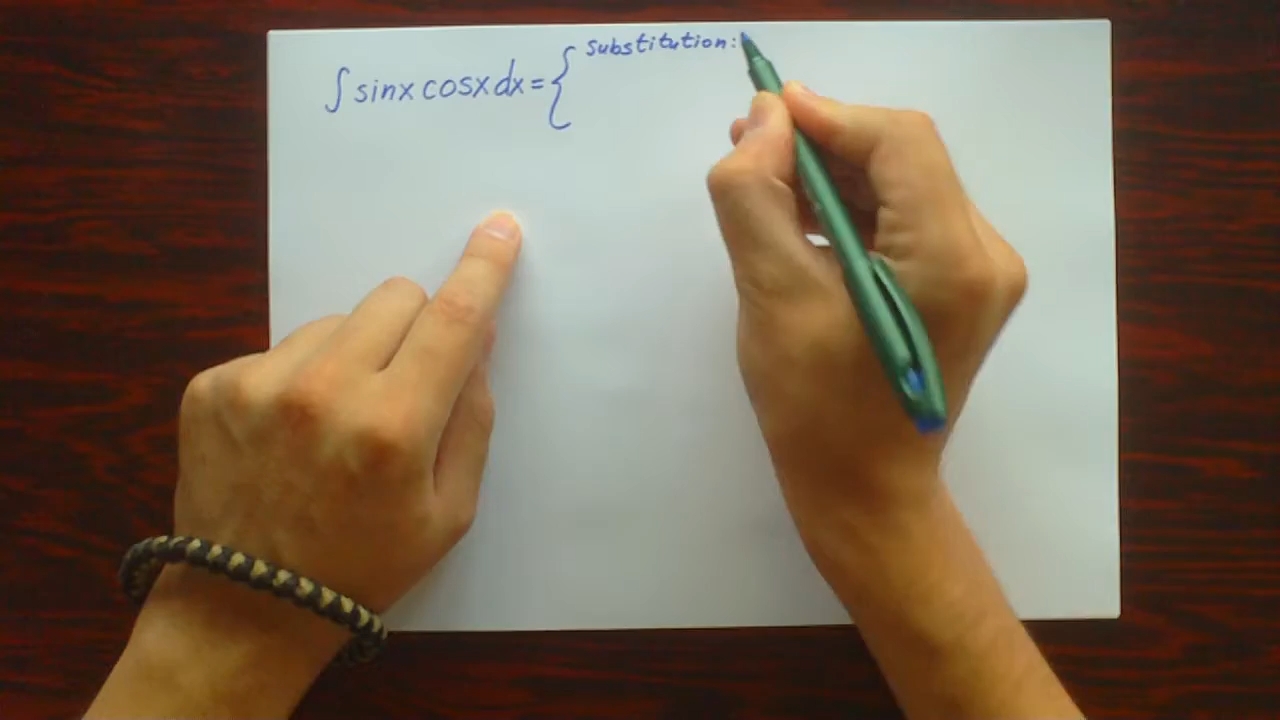 ∫ sinx cosx dx = {
Substitution: